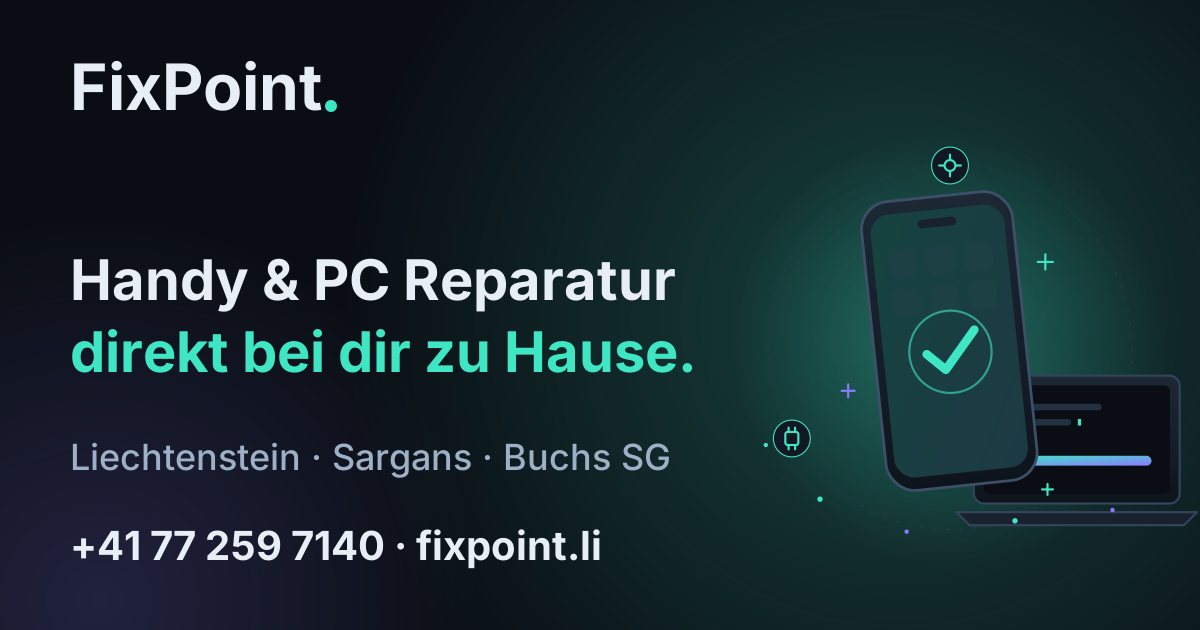 FixPoint.
Handy & PC Reparatur
direkt bei dir zu Hause.
Liechtenstein · Sargans · Buchs SG
+41 77 259 7140 · fixpoint.li